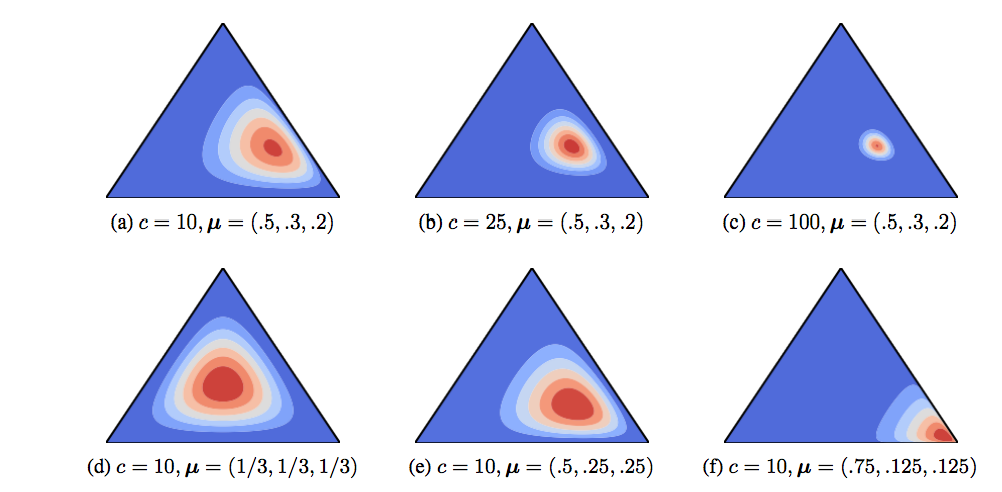 (a) c = 10, μ = (.5, .3, .2)
(b) c = 25, μ = (.5, .3, .2)
(c) c = 100, μ = (.5, .3, .2)
(d) c = 10, μ = (1/3, 1/3, 1/3)
(e) c = 10, μ = (.5, .25, .25)
(f) c = 10, μ = (.75, .125, .125)